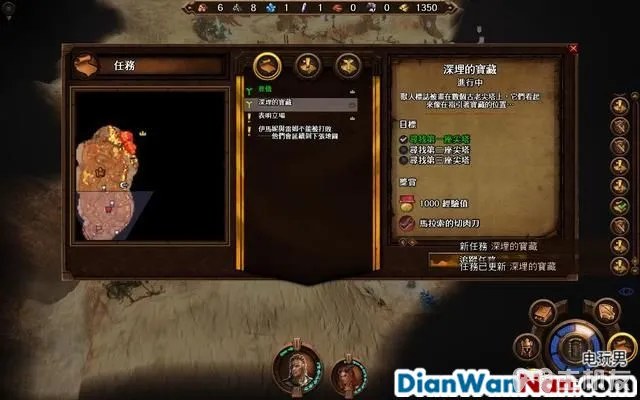 6 8 1 1 0 0 1350
任務
深埋的寶藏
進行中
獸人標誌被畫在數個古老尖塔上，它們看起
來像在指引著寶藏的位置…
深埋的寶藏
表明立場
伊馬妮與雷姆不能被打敗
——他們會延續到下張地圖
目標
尋找第一座尖塔
尋找第二座尖塔
尋找第三座尖塔
獎賞
1000 經驗值
馬拉索的切肉刀
新任務 深埋的寶藏
追蹤任務
任務已更新 深埋的寶藏
电玩男
DianWanNan.com